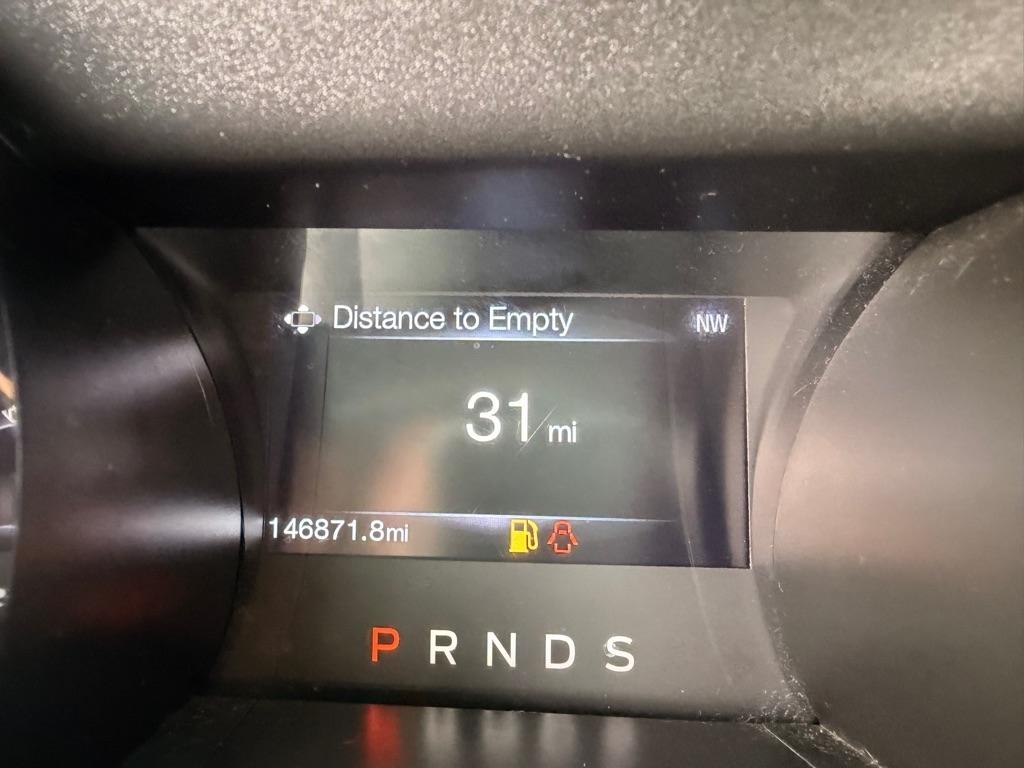 Distance to Empty NW
31 mi
146871.8mi
P R N D S